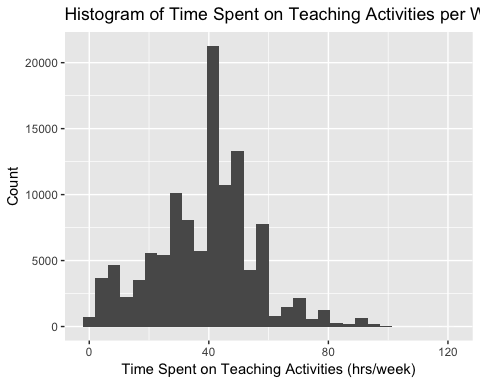 Histogram of Time Spent on Teaching Activities per
20000
15000
10000
5000
0
Count
0 40 80 120
Time Spent on Teaching Activities (hrs/week)